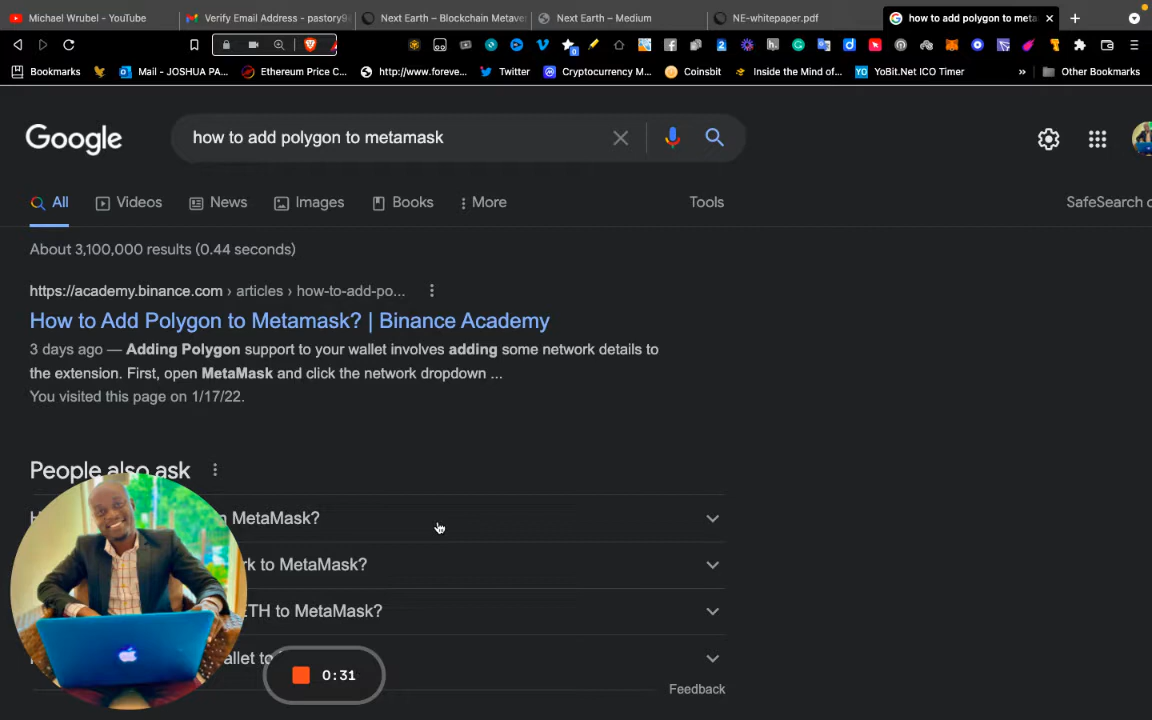 Michael Wrubel - YouTube
Verify Email Address - pastory9
Next Earth – Blockchain Metave
Next Earth – Medium
NE-whitepaper.pdf
how to add polygon to meta
Bookmarks
Mail - JOSHUA PA...
Ethereum Price C...
http://www.foreve...
Twitter
Cryptocurrency M...
Coinsbit
Inside the Mind of...
YO
YoBit.Net ICO Timer
Other Bookmarks
Google
how to add polygon to metamask
All
Videos
News
Images
Books
More
Tools
SafeSearch
About 3,100,000 results (0.44 seconds)
https://academy.binance.com › articles › how-to-add-po...
How to Add Polygon to Metamask? | Binance Academy
3 days ago — Adding Polygon support to your wallet involves adding some network details to
the extension. First, open MetaMask and click the network dropdown ...
You visited this page on 1/17/22.
People also ask
MetaMask?
to MetaMask?
ETH to MetaMask?
0:31
Feedback